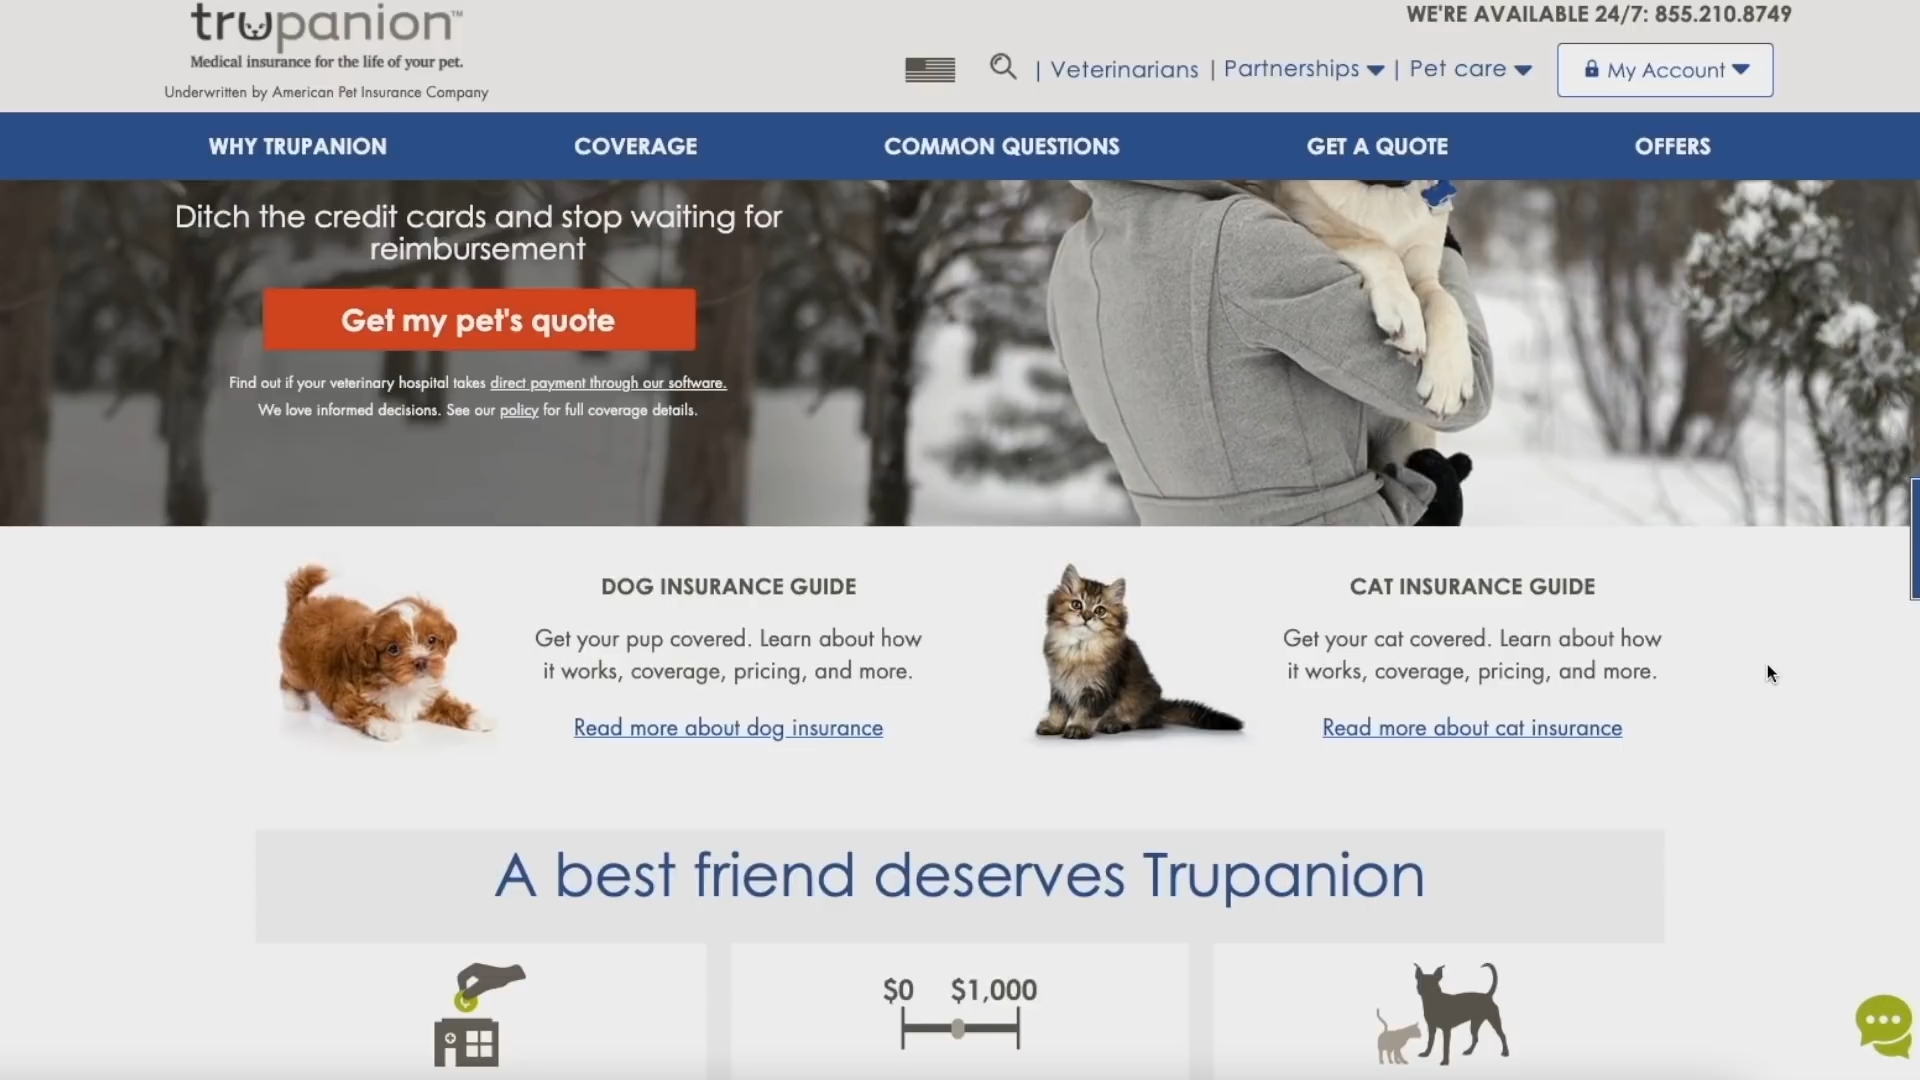 trupanion™
Medical insurance for the life of your pet.
Underwritten by American Pet Insurance Company
WE'RE AVAILABLE 24/7: 855.210.8749
| Veterinarians | Partnerships | Pet care
My Account
WHY TRUPANION
COVERAGE
COMMON QUESTIONS
GET A QUOTE
OFFERS
Ditch the credit cards and stop waiting for
reimbursement
Get my pet's quote
Find out if your veterinary hospital takes direct payment through our software.
We love informed decisions. See our policy for full coverage details.
DOG INSURANCE GUIDE
Get your pup covered. Learn about how
it works, coverage, pricing, and more.
Read more about dog insurance
CAT INSURANCE GUIDE
Get your cat covered. Learn about how
it works, coverage, pricing, and more.
Read more about cat insurance
A best friend deserves Trupanion
$0 $1,000